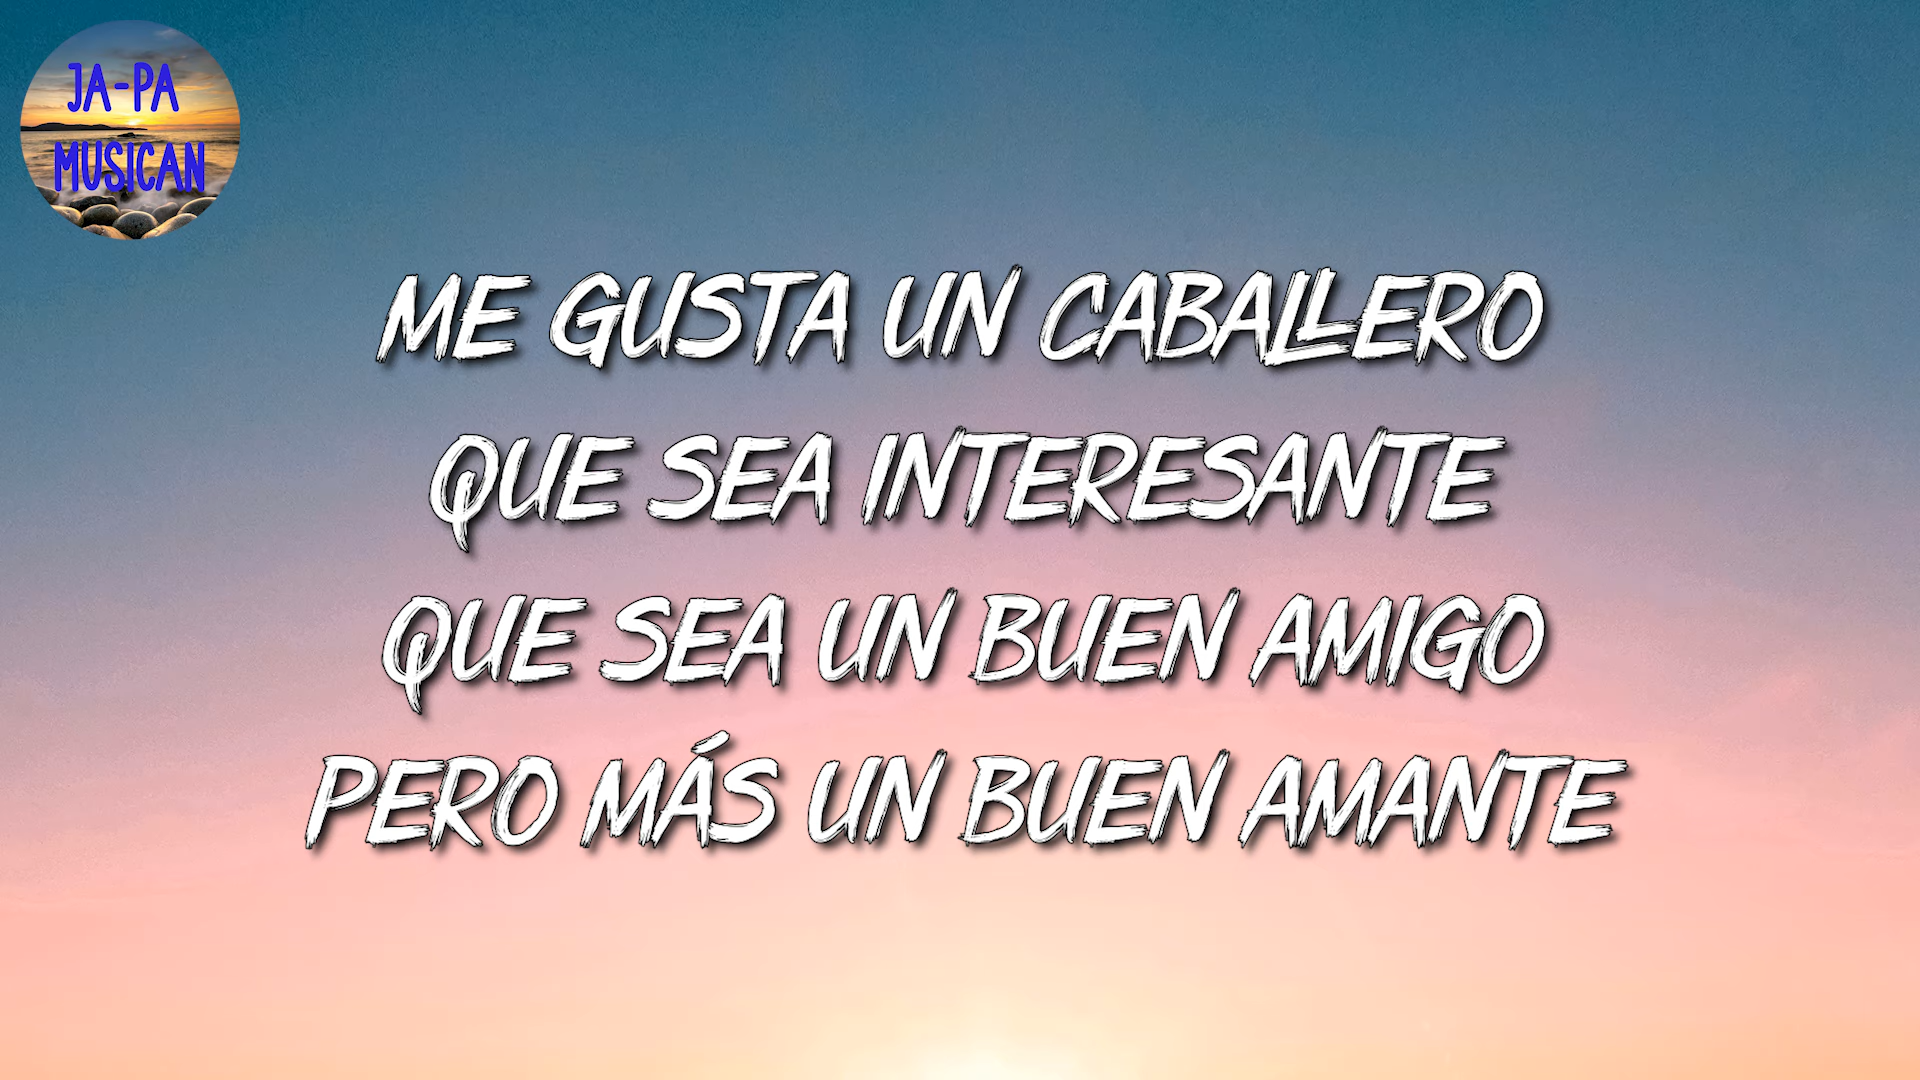 JA-PA
MUSICAN
ME GUSTA UN CABALLERO
QUE SEA INTERESANTE
QUE SEA UN BUEN AMIGO
PERO MÁS UN BUEN AMANTE